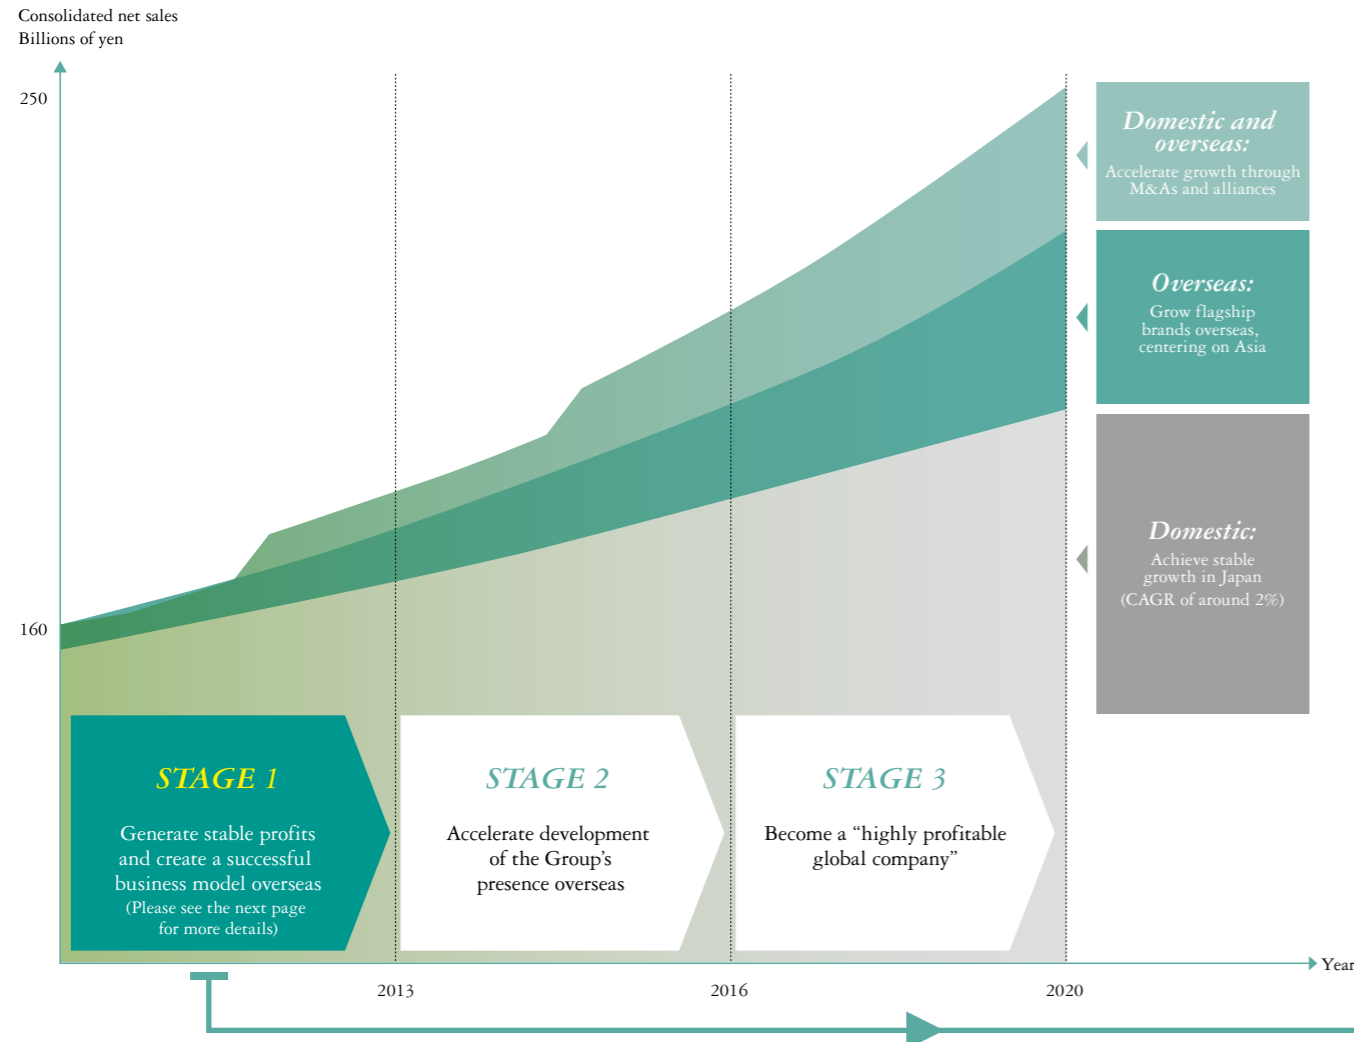 Consolidated net sales
Billions of yen
250
160
Domestic and
overseas:
Accelerate growth through
M&As and alliances
Overseas:
Grow flagship
brands overseas,
centering on Asia
Domestic:
Achieve stable
growth in Japan
(CAGR of around 2%)
STAGE 1
Generate stable profits
and create a successful
business model overseas
(Please see the next page
for more details)
STAGE 2
Accelerate development
of the Group’s
presence overseas
STAGE 3
Become a “highly profitable
global company”
Year
2013
2016
2020